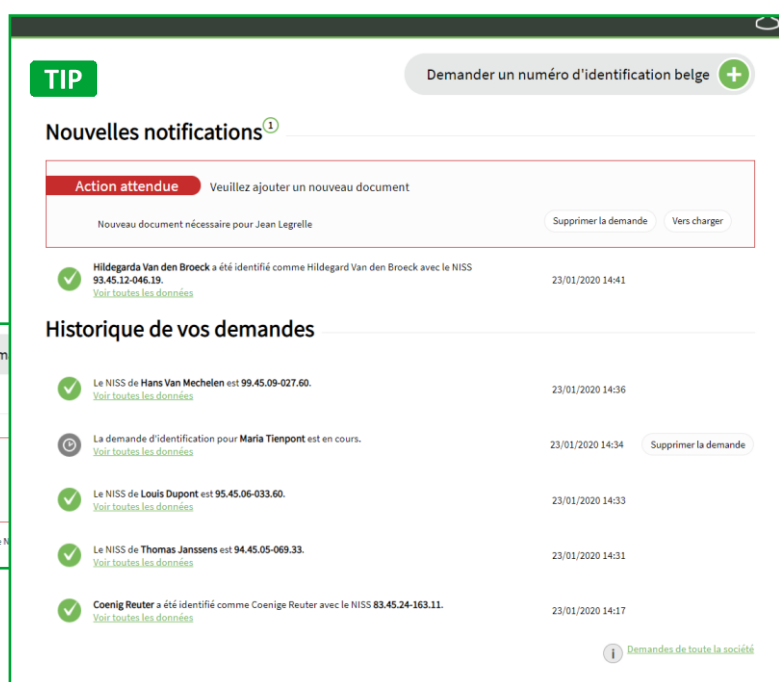 TIP
Demander un numéro d'identification belge
Nouvelles notifications 1
Action attendue Veuillez ajouter un nouveau document
Nouveau document nécessaire pour Jean Legrelle Supprimer la demande Vers charger
Hildegarda Van den Broeck a été identifié comme Hildegard Van den Broeck avec le NISS
93.45.12-046.19. 23/01/2020 14:41
Voir toutes les données
Historique de vos demandes
Le NISS de Hans Van Mechelen est 99.45.09-027.60. 23/01/2020 14:36
Voir toutes les données
La demande d'identification pour Maria Tienpont est en cours. 23/01/2020 14:34 Supprimer la demande
Voir toutes les données
Le NISS de Louis Dupont est 95.45.06-033.60. 23/01/2020 14:33
Voir toutes les données
Le NISS de Thomas Janssens est 94.45.05-069.33. 23/01/2020 14:31
Voir toutes les données
Coenig Reuter a été identifié comme Coenige Reuter avec le NISS 83.45.24-163.11. 23/01/2020 14:17
Voir toutes les données
i Demandes de toute la société